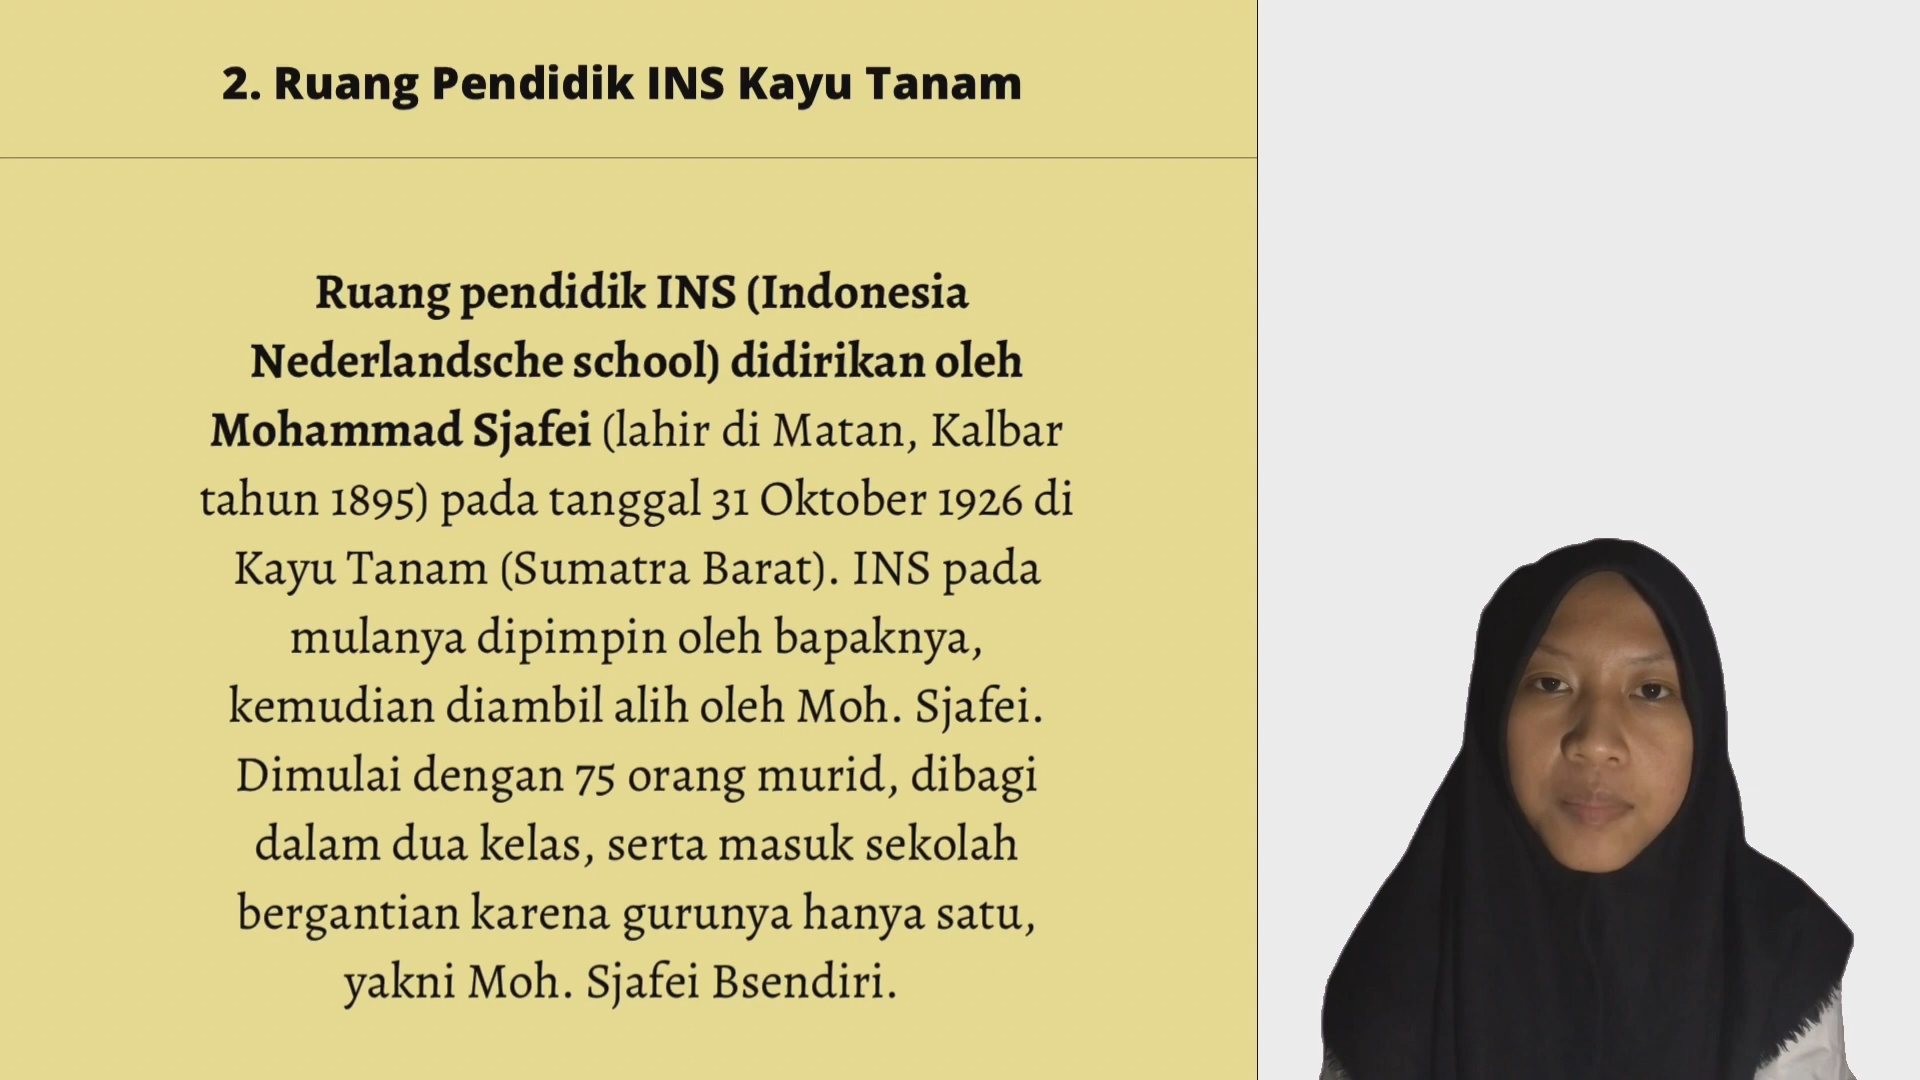 2. Ruang Pendidik INS Kayu Tanam
Ruang pendidik INS (Indonesia
Nederlandsche school) didirikan oleh
Mohammad Sjafei (lahir di Matan, Kalbar
tahun 1895) pada tanggal 31 Oktober 1926 di
Kayu Tanam (Sumatra Barat). INS pada
mulanya dipimpin oleh bapaknya,
kemudian diambil alih oleh Moh. Sjafei.
Dimulai dengan 75 orang murid, dibagi
dalam dua kelas, serta masuk sekolah
bergantian karena gurunya hanya satu,
yakni Moh. Sjafei Bsendiri.